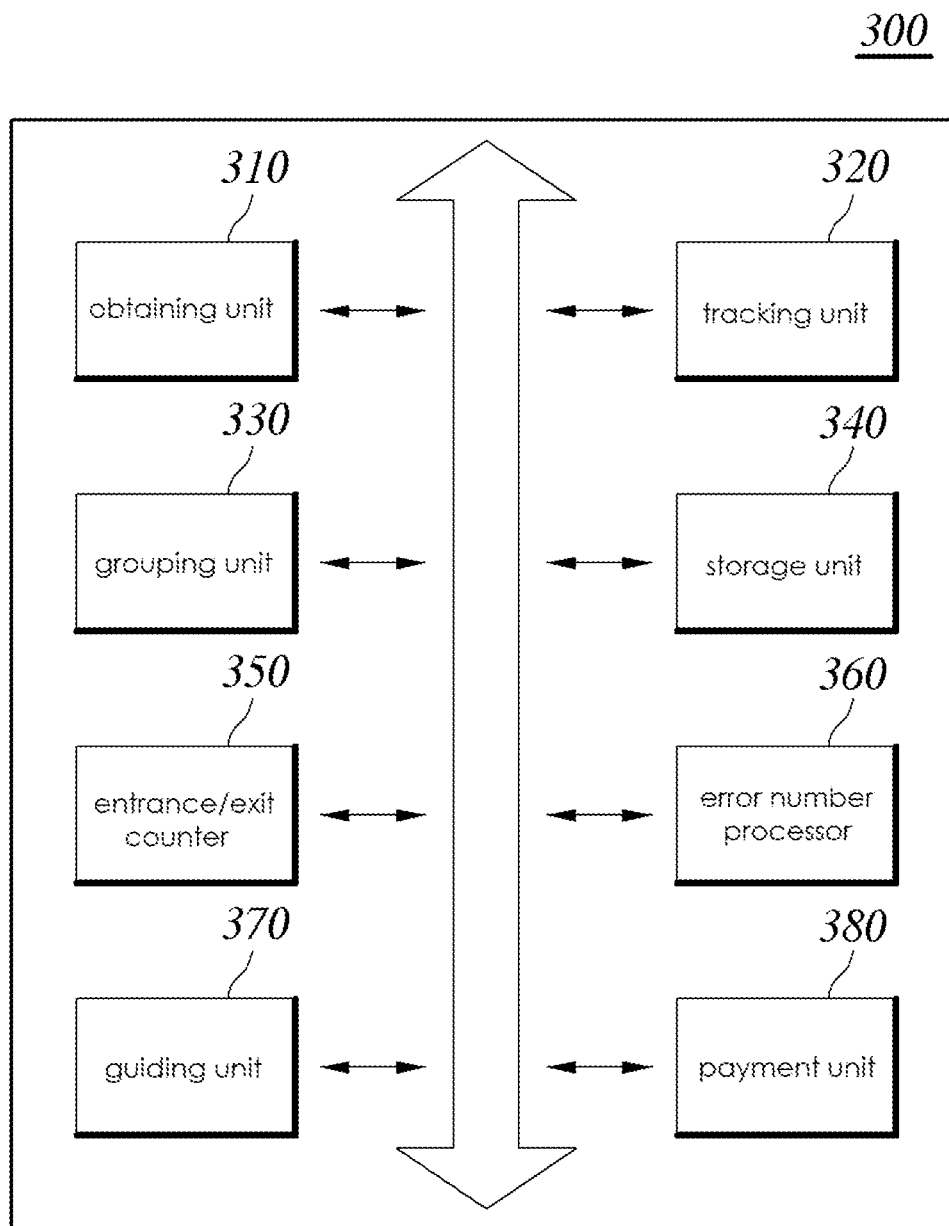 300
310
320
obtaining unit
tracking unit
330
340
grouping unit
storage unit
350
360
entrance/exit
counter
error number
processor
370
380
guiding unit
payment unit